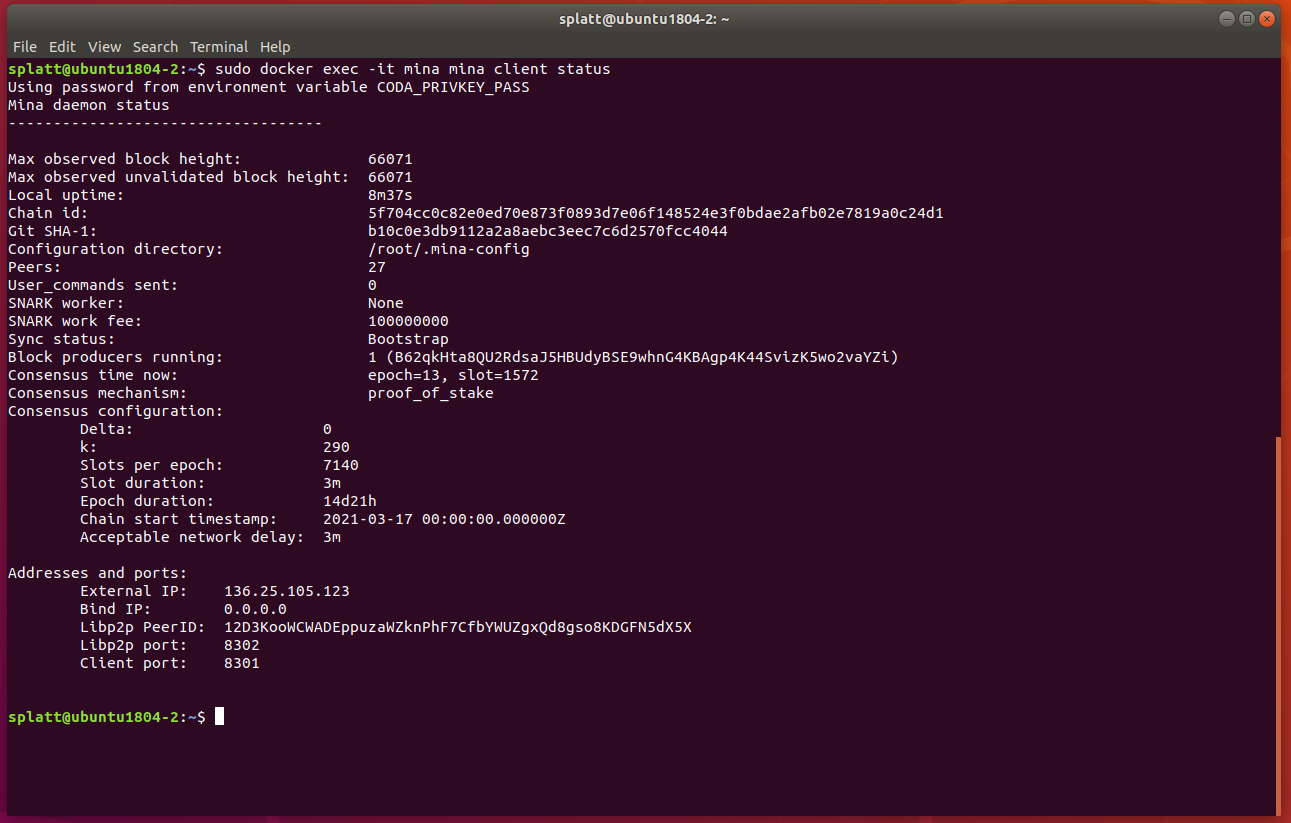 splatt@ubuntu1804-2: ~
File Edit View Search Terminal Help
splatt@ubuntu1804-2:~$ sudo docker exec -it mina mina client status
Using password from environment variable CODA_PRIVKEY_PASS
Mina daemon status
-----------------------------------
Max observed block height: 66071
Max observed unvalidated block height: 66071
Local uptime: 8m37s
Chain id: 5f704cc0c82e0ed70e873f0893d7e06f148524e3f0bdae2afb02e7819a0c24d1
Git SHA-1: b10c0e3db9112a2a8aebc3eec7c6d2570fcc4044
Configuration directory: /root/.mina-config
Peers: 27
User_commands sent: 0
SNARK worker: None
SNARK work fee: 100000000
Sync status: Bootstrap
Block producers running: 1 (B62qkHta8QU2RdsaJ5HBUdyBSE9whnG4KBAgp4K44SvizK5wo2vaYZi)
Consensus time now: epoch=13, slot=1572
Consensus mechanism: proof_of_stake
Consensus configuration:
Delta: 0
k: 290
Slots per epoch: 7140
Slot duration: 3m
Epoch duration: 14d21h
Chain start timestamp: 2021-03-17 00:00:00.000000Z
Acceptable network delay: 3m
Addresses and ports:
External IP: 136.25.105.123
Bind IP: 0.0.0.0
Libp2p PeerID: 12D3KooWCWADEppuzaWZknPhF7CfbYWUZgxQd8gso8KDGFN5dX5X
Libp2p port: 8302
Client port: 8301
splatt@ubuntu1804-2:~$